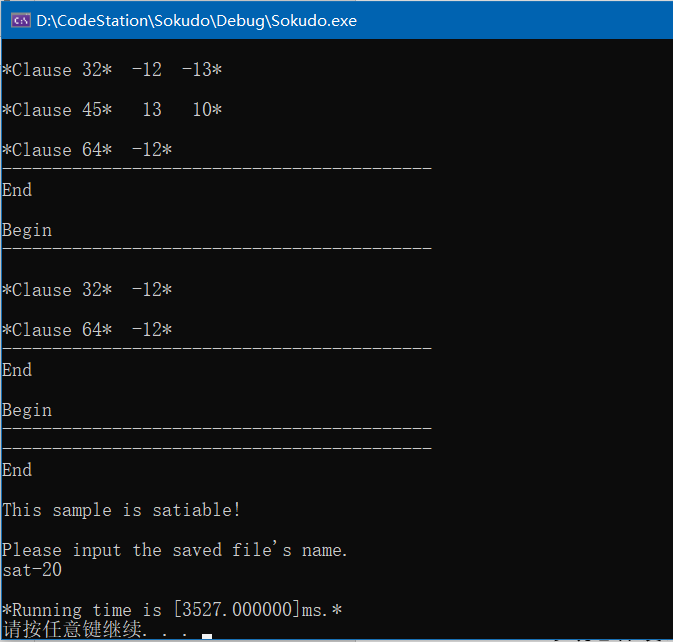 D:\CodeStation\Sokudo\Debug\Sokudo.exe
*Clause 32*  -12  -13*
*Clause 45*   13   10*
*Clause 64*  -12*
-------------------------------------------
End
Begin
-------------------------------------------
*Clause 32*  -12*
*Clause 64*  -12*
-------------------------------------------
End
Begin
-------------------------------------------
-------------------------------------------
End
This sample is satiable!
Please input the saved file's name.
sat-20
*Running time is [3527.000000]ms.*
请按任意键继续. . .